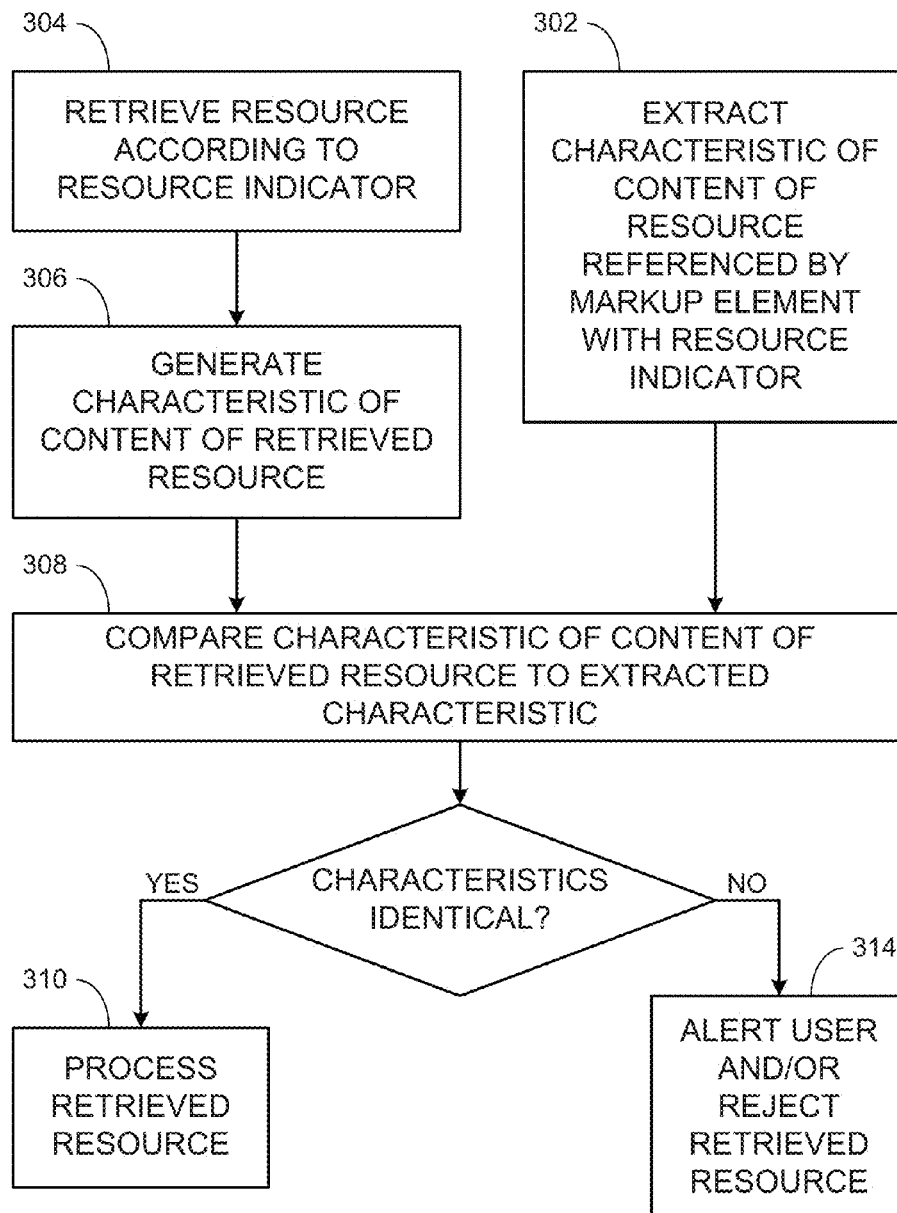 304
RETRIEVE RESOURCE
ACCORDING TO
RESOURCE INDICATOR
302
EXTRACT
CHARACTERISTIC OF
CONTENT OF
RESOURCE
REFERENCED BY
MARKUP ELEMENT
WITH RESOURCE
INDICATOR
306
GENERATE
CHARACTERISTIC OF
CONTENT OF RETRIEVED
RESOURCE
308
COMPARE CHARACTERISTIC OF CONTENT OF
RETRIEVED RESOURCE TO EXTRACTED
CHARACTERISTIC
CHARACTERISTICS
IDENTICAL?
YES
NO
310
PROCESS
RETRIEVED
RESOURCE
314
ALERT USER
AND/OR
REJECT
RETRIEVED
RESOURCE